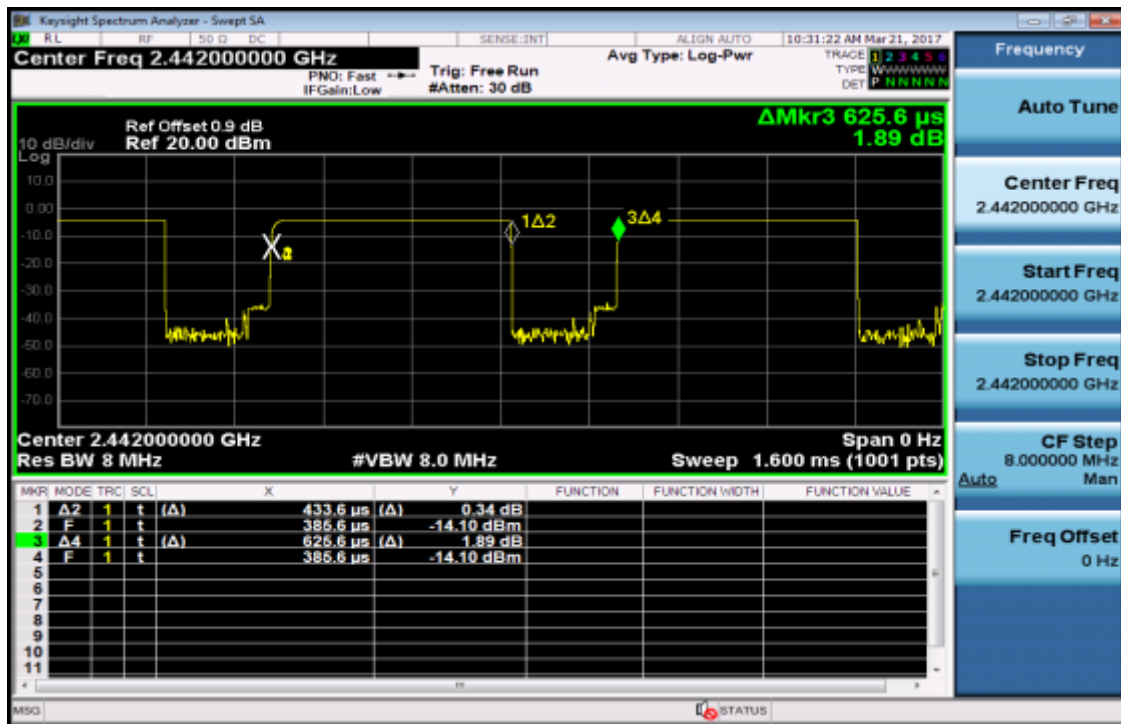 Keysight Spectrum Analyzer - Swept SA
RL RF 50 Ω DC SENSE:INT ALIGN AUTO 10:31:22 AM Mar 21, 2017
Center Freq 2.442000000 GHz
PNO: Fast
IFGain:Low
Trig: Free Run
#Atten: 30 dB
Avg Type: Log-Pwr
TRACE 1 2 3 4 5 6
TYPE WWWWWW
DET P N N N N N
ΔMkr3 625.6 µs
1.89 dB
Ref Offset 0.9 dB
10 dB/div Ref 20.00 dBm
Log
10.0
0.00
-10.0
-20.0
-30.0
-40.0
-50.0
-60.0
-70.0
1Δ2
3Δ4
Center 2.442000000 GHz Span 0 Hz
Res BW 8 MHz #VBW 8.0 MHz Sweep 1.600 ms (1001 pts)
MKR MODE TRC SCL X Y FUNCTION FUNCTION WIDTH FUNCTION VALUE
1 Δ2 1 t (Δ) 433.6 µs (Δ) 0.34 dB
2 F 1 t 385.6 µs -14.10 dBm
3 Δ4 1 t (Δ) 625.6 µs (Δ) 1.89 dB
4 F 1 t 385.6 µs -14.10 dBm
5
6
7
8
9
10
11
MSG STATUS
Frequency
Auto Tune
Center Freq
2.442000000 GHz
Start Freq
2.442000000 GHz
Stop Freq
2.442000000 GHz
CF Step
8.000000 MHz
Auto Man
Freq Offset
0 Hz